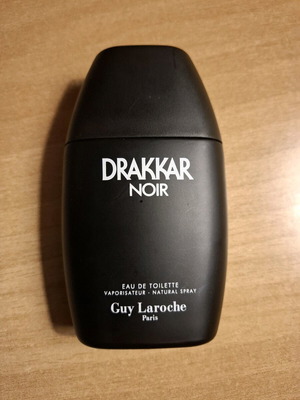 DRAKKAR
NOIR
EAU DE TOILETTE
VAPORISATEUR - NATURAL SPRAY
Guy Laroche
Paris